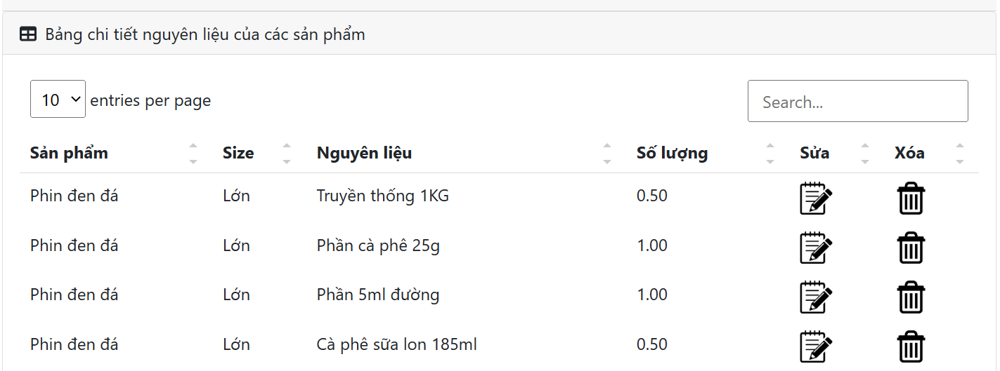 Bảng chi tiết nguyên liệu của các sản phẩm
10 entries per page Search...
Sản phẩm Size Nguyên liệu Số lượng Sửa Xóa
Phin đen đá Lớn Truyền thống 1KG 0.50
Phin đen đá Lớn Phần cà phê 25g 1.00
Phin đen đá Lớn Phần 5ml đường 1.00
Phin đen đá Lớn Cà phê sữa lon 185ml 0.50